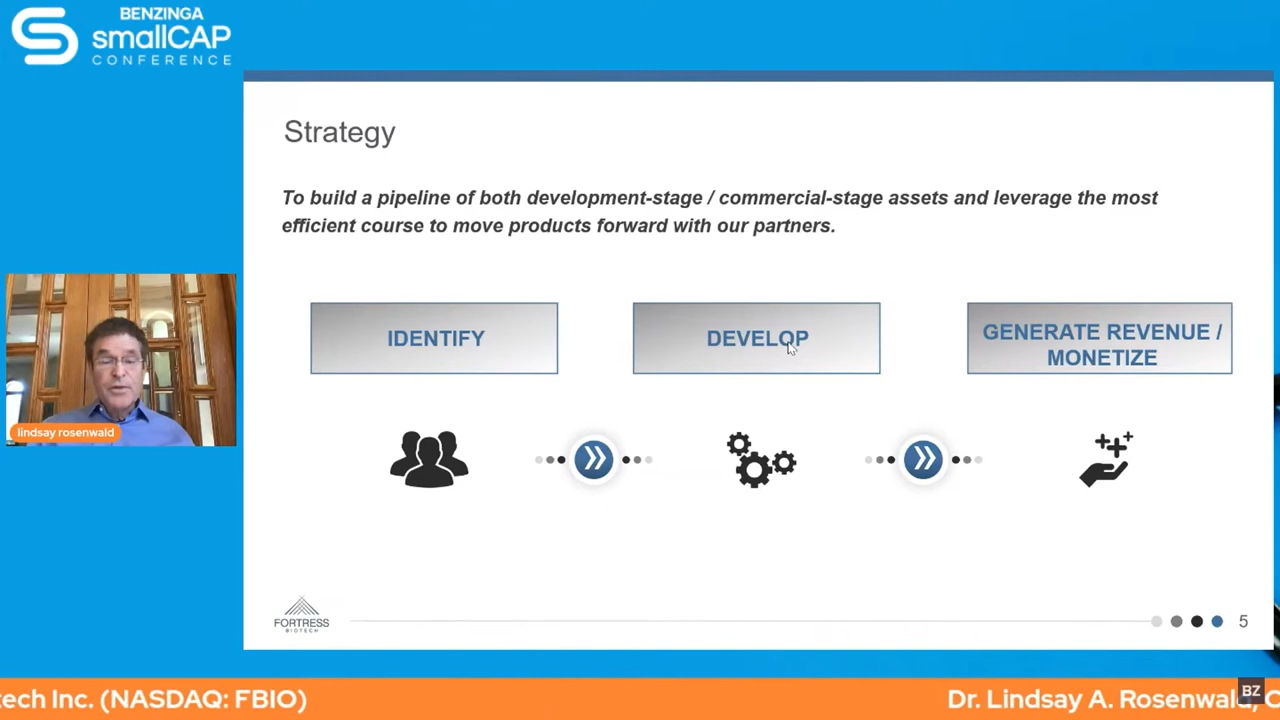 BENZINGA
smallCAP
CONFERENCE
Strategy
To build a pipeline of both development-stage / commercial-stage assets and leverage the most
efficient course to move products forward with our partners.
IDENTIFY
DEVELOP
GENERATE REVENUE /
MONETIZE
lindsay rosenwald
FORTRESS
BIOTECH
5
tech Inc. (NASDAQ: FBIO)
Dr. Lindsay A. Rosenwald, C
BZ